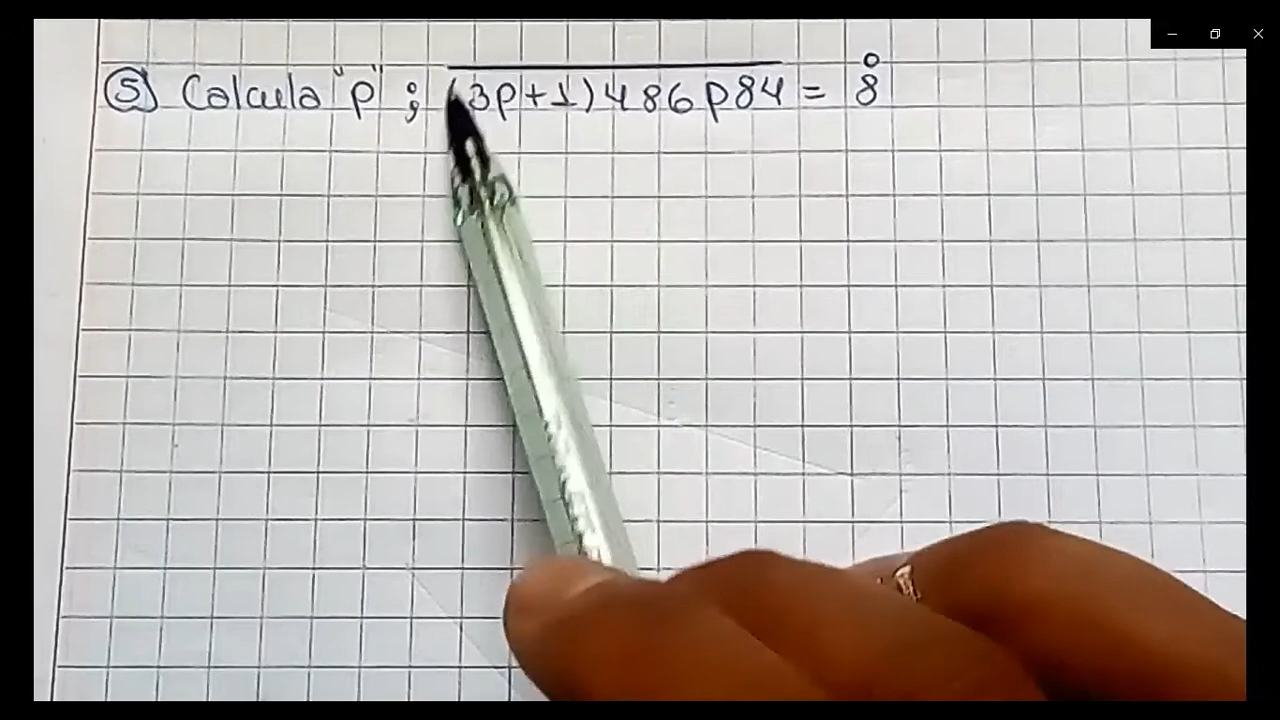 ⑤ Calcula "p" ; (3p+1)486p84 = 8̊